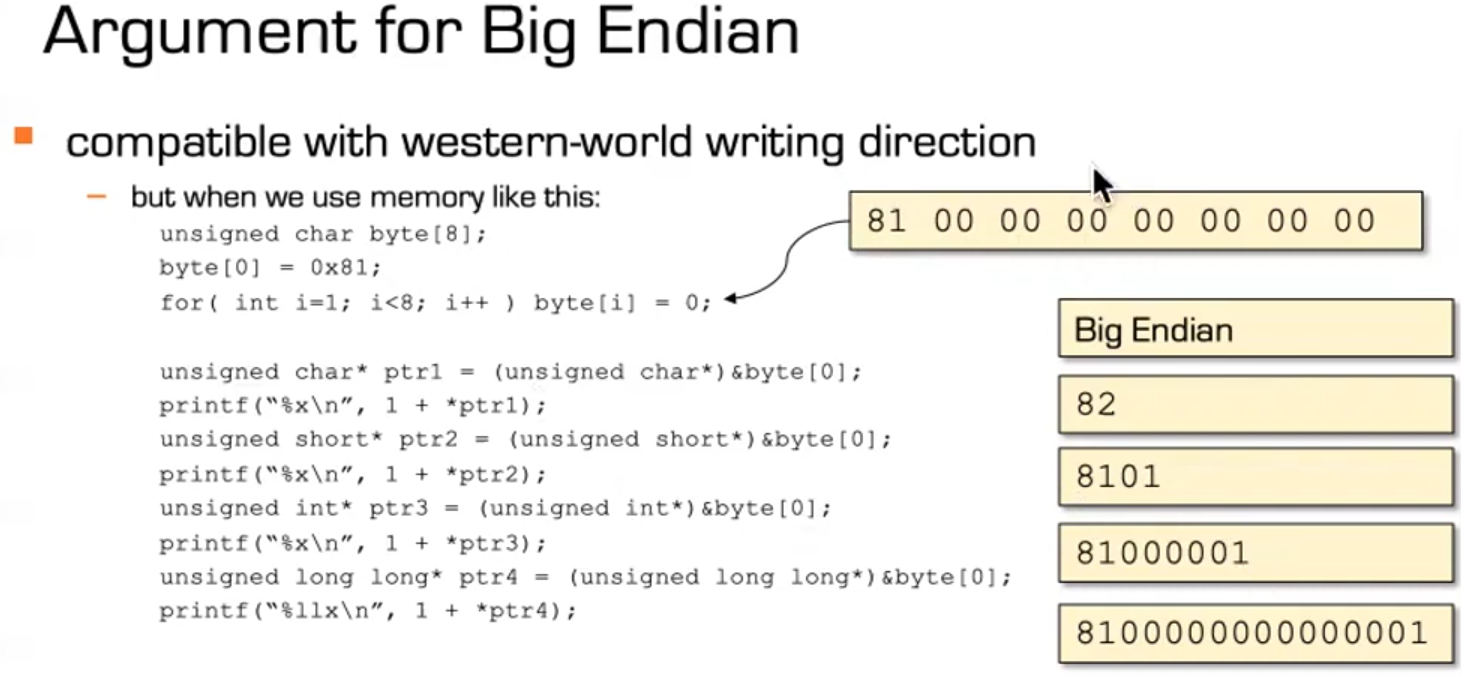 Argument for Big Endian
compatible with western-world writing direction
– but when we use memory like this:
unsigned char byte[8];
byte[0] = 0x81;
for( int i=1; i<8; i++ ) byte[i] = 0;
81 00 00 00 00 00 00 00
unsigned char* ptr1 = (unsigned char*)&byte[0];
printf(“%x\n”, 1 + *ptr1);
unsigned short* ptr2 = (unsigned short*)&byte[0];
printf(“%x\n”, 1 + *ptr2);
unsigned int* ptr3 = (unsigned int*)&byte[0];
printf(“%x\n”, 1 + *ptr3);
unsigned long long* ptr4 = (unsigned long long*)&byte[0];
printf(“%llx\n”, 1 + *ptr4);
Big Endian
82
8101
81000001
8100000000000001